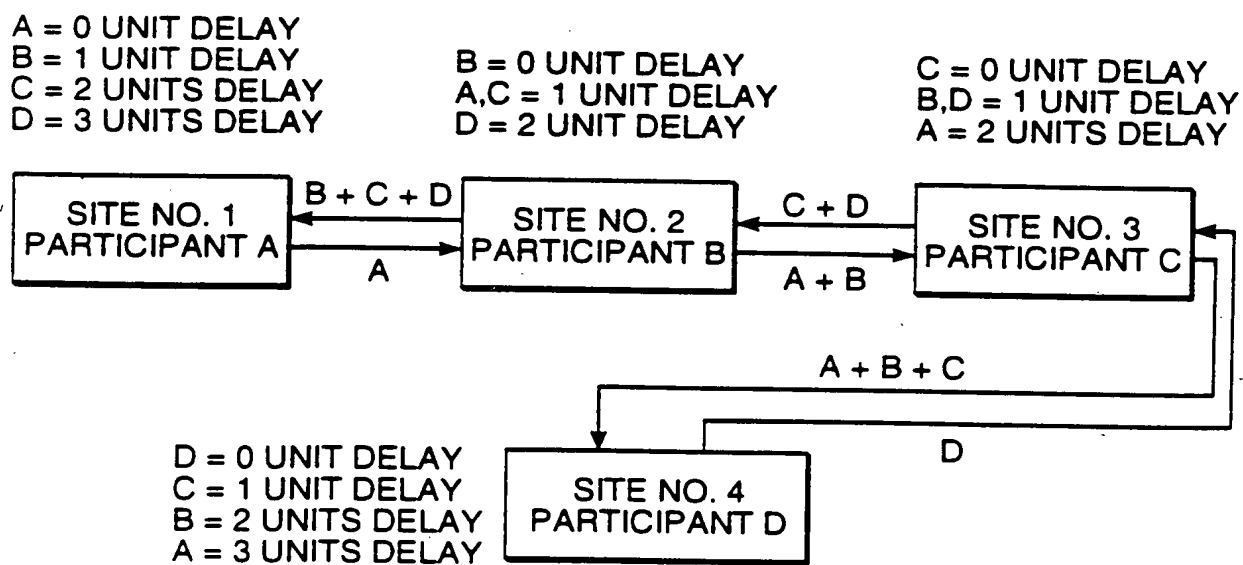 A = 0 UNIT DELAY
B = 1 UNIT DELAY
C = 2 UNITS DELAY
D = 3 UNITS DELAY
B = 0 UNIT DELAY
A,C = 1 UNIT DELAY
D = 2 UNIT DELAY
C = 0 UNIT DELAY
B,D = 1 UNIT DELAY
A = 2 UNITS DELAY
SITE NO. 1
PARTICIPANT A
B + C + D
A
SITE NO. 2
PARTICIPANT B
C + D
A + B
SITE NO. 3
PARTICIPANT C
A + B + C
D
D = 0 UNIT DELAY
C = 1 UNIT DELAY
B = 2 UNITS DELAY
A = 3 UNITS DELAY
SITE NO. 4
PARTICIPANT D